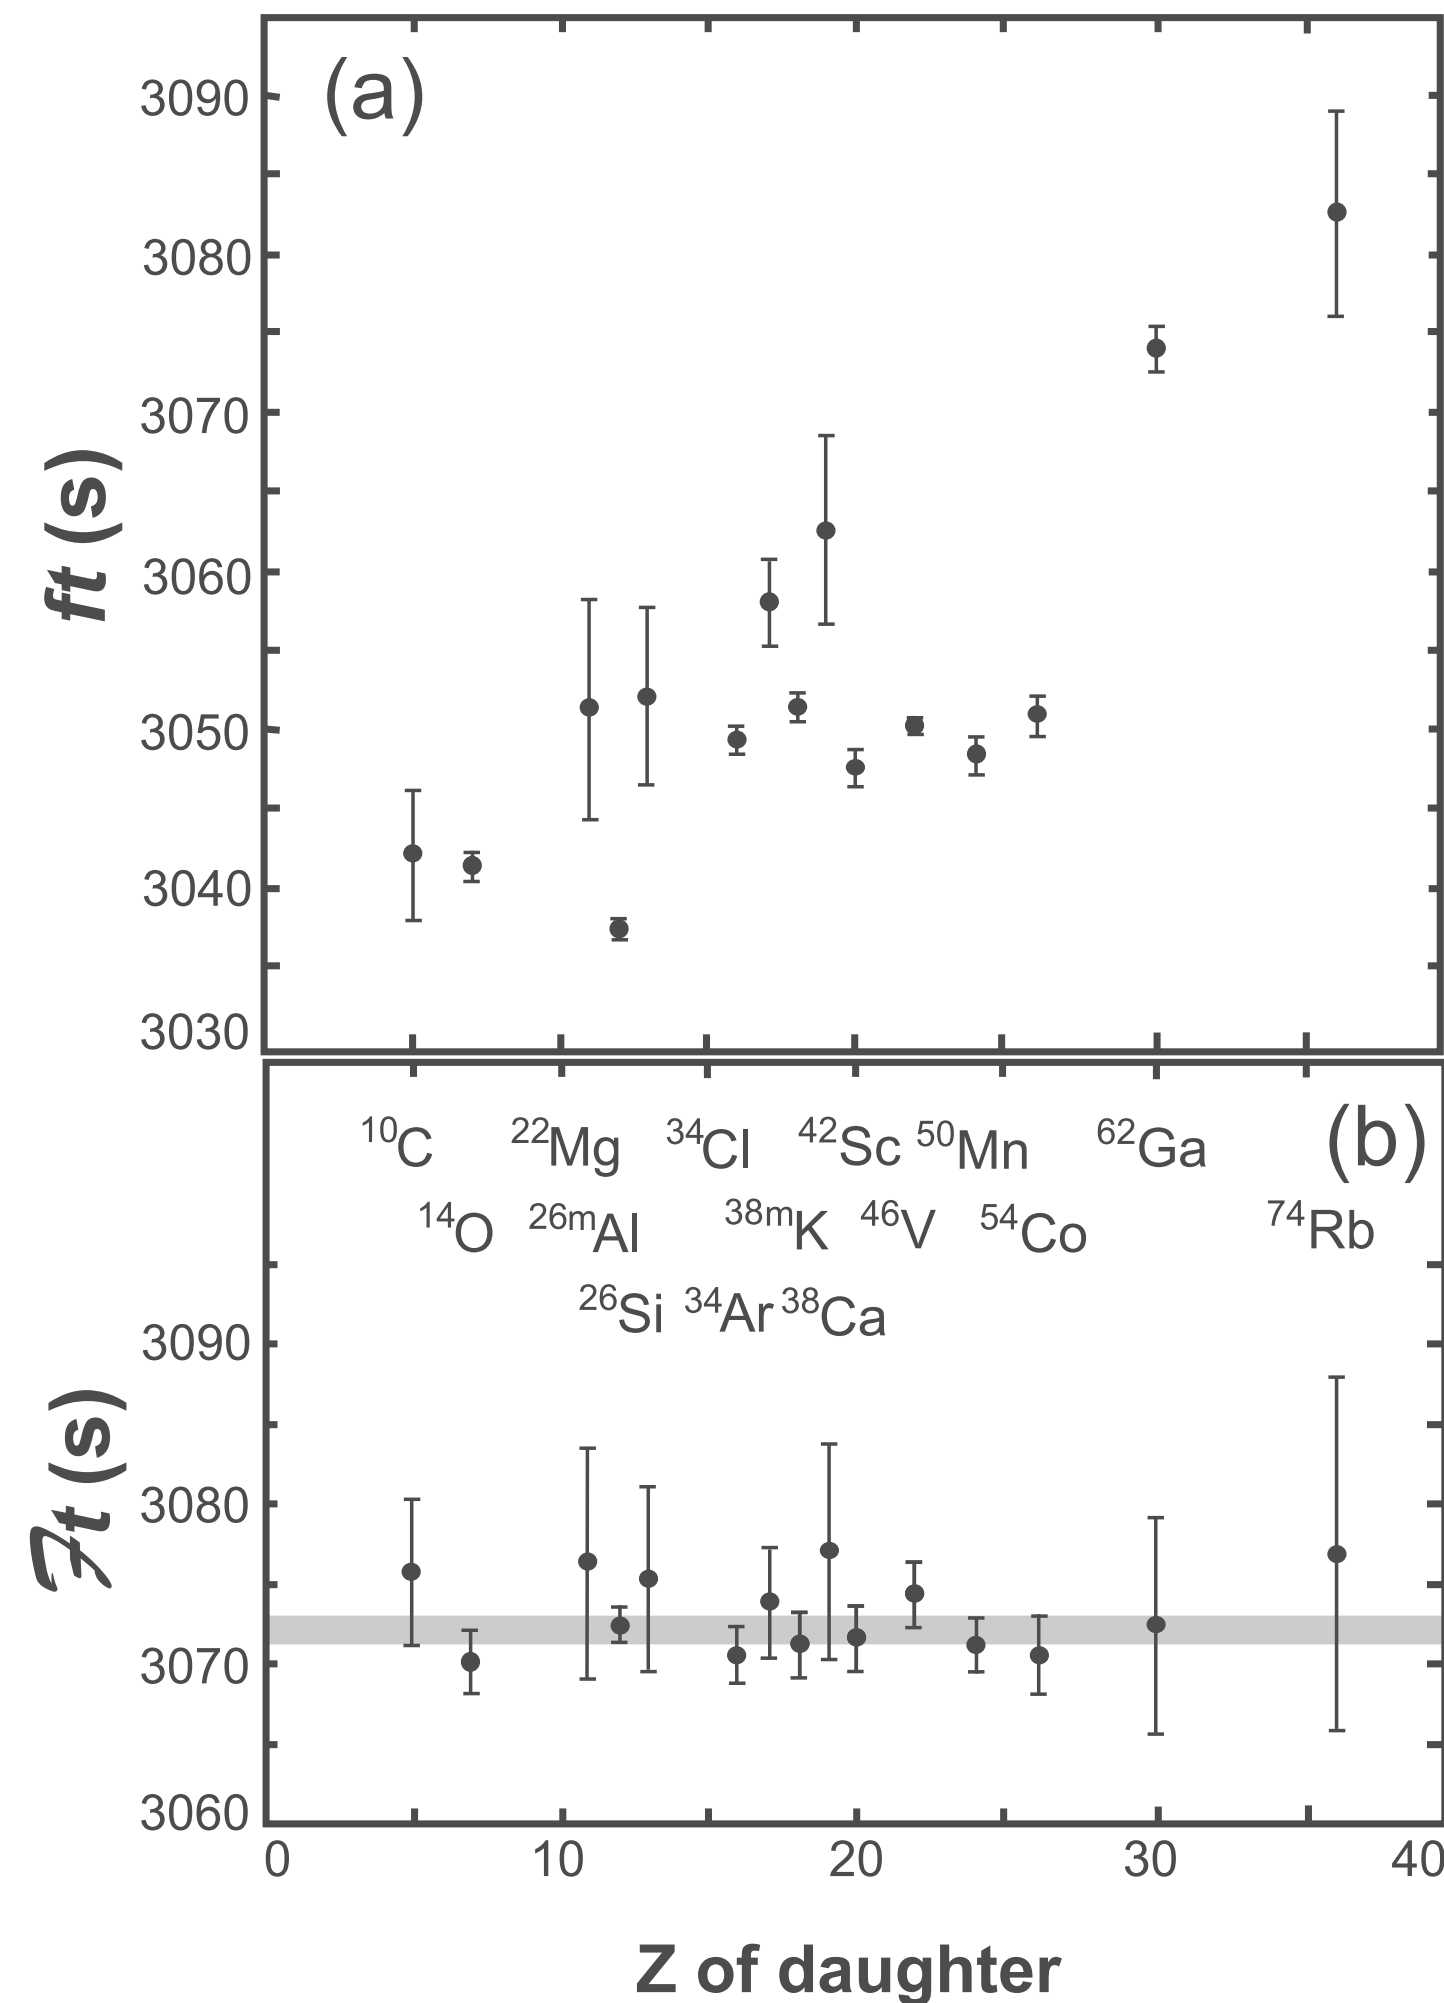 (a)
3090
3080
3070
3060
3050
3040
3030
ft (s)
(b)
¹⁰C ²²Mg ³⁴Cl ⁴²Sc ⁵⁰Mn ⁶²Ga
¹⁴O ²⁶ᵐAl ³⁸ᵐK ⁴⁶V ⁵⁴Co ⁷⁴Rb
²⁶Si ³⁴Ar ³⁸Ca
3090
3080
3070
3060
ℱt (s)
0 10 20 30 40
Z of daughter